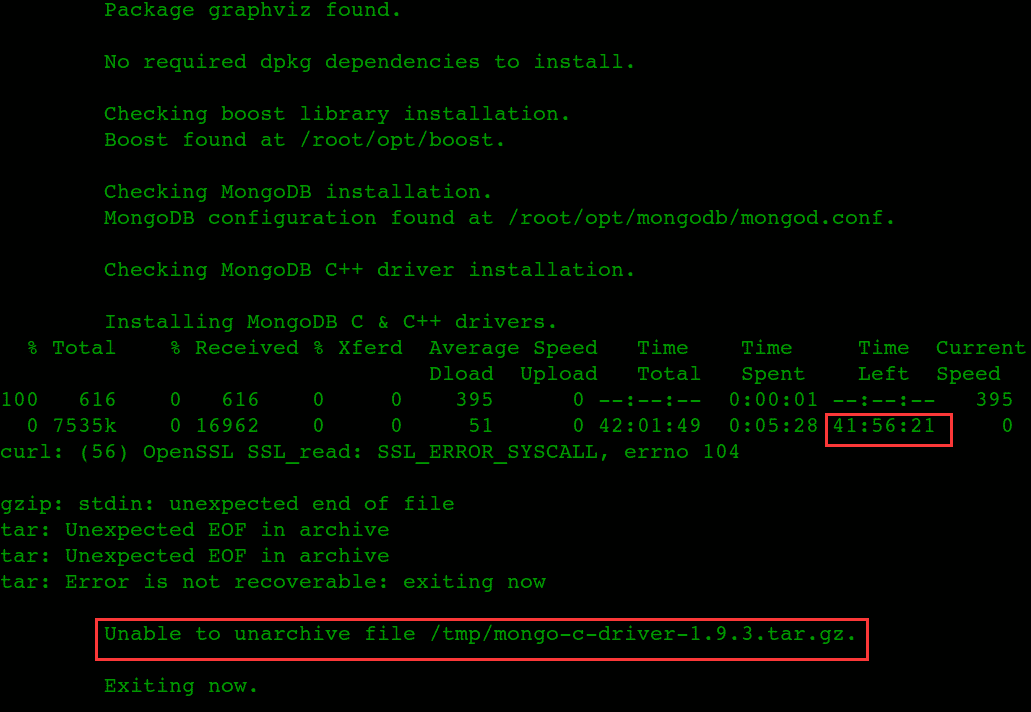 Package graphviz found.
No required dpkg dependencies to install.
Checking boost library installation.
Boost found at /root/opt/boost.
Checking MongoDB installation.
MongoDB configuration found at /root/opt/mongodb/mongod.conf.
Checking MongoDB C++ driver installation.
Installing MongoDB C & C++ drivers.
% Total % Received % Xferd Average Speed Time Time Time Current
Dload Upload Total Spent Left Speed
100 616 0 616 0 0 395 0 --:--:-- 0:00:01 --:--:-- 395
0 7535k 0 16962 0 0 51 0 42:01:49 0:05:28 41:56:21 0
curl: (56) OpenSSL SSL_read: SSL_ERROR_SYSCALL, errno 104
gzip: stdin: unexpected end of file
tar: Unexpected EOF in archive
tar: Unexpected EOF in archive
tar: Error is not recoverable: exiting now
Unable to unarchive file /tmp/mongo-c-driver-1.9.3.tar.gz.
Exiting now.